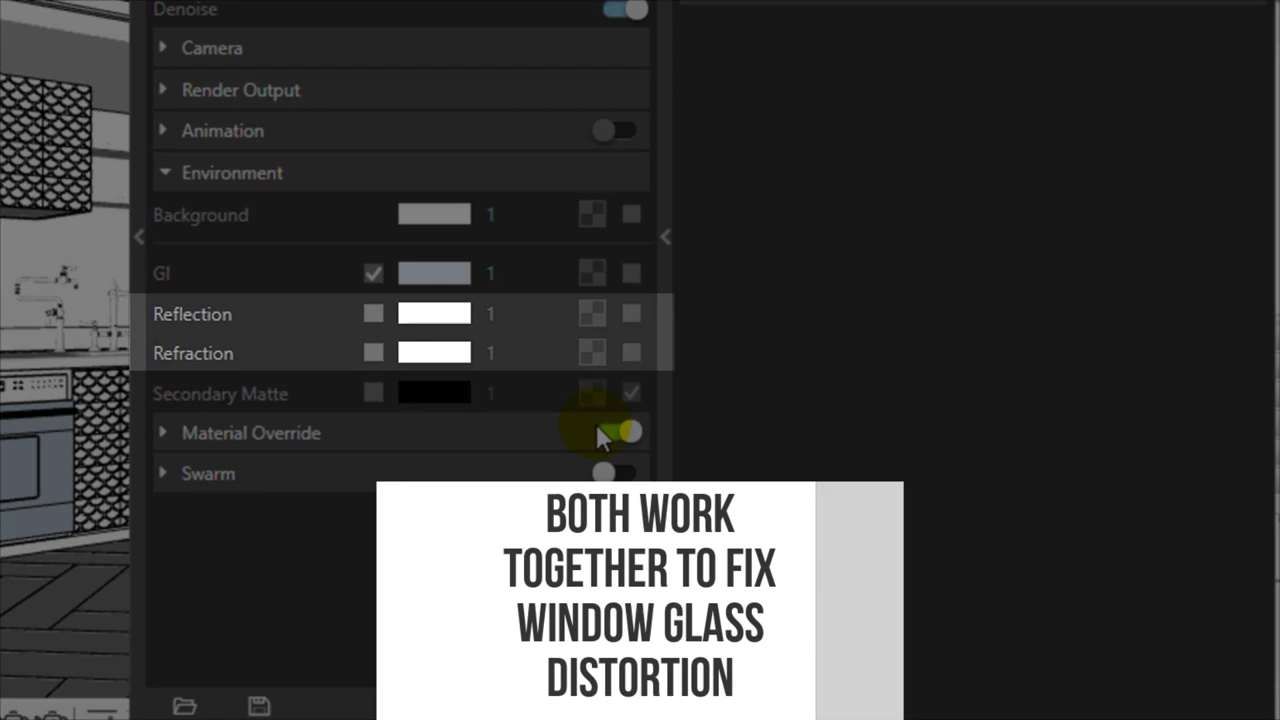 Denoise
Camera
Render Output
Animation
Environment
Background 1
GI 1
Reflection 1
Refraction 1
Secondary Matte 1
Material Override
Swarm
BOTH WORK
TOGETHER TO FIX
WINDOW GLASS
DISTORTION